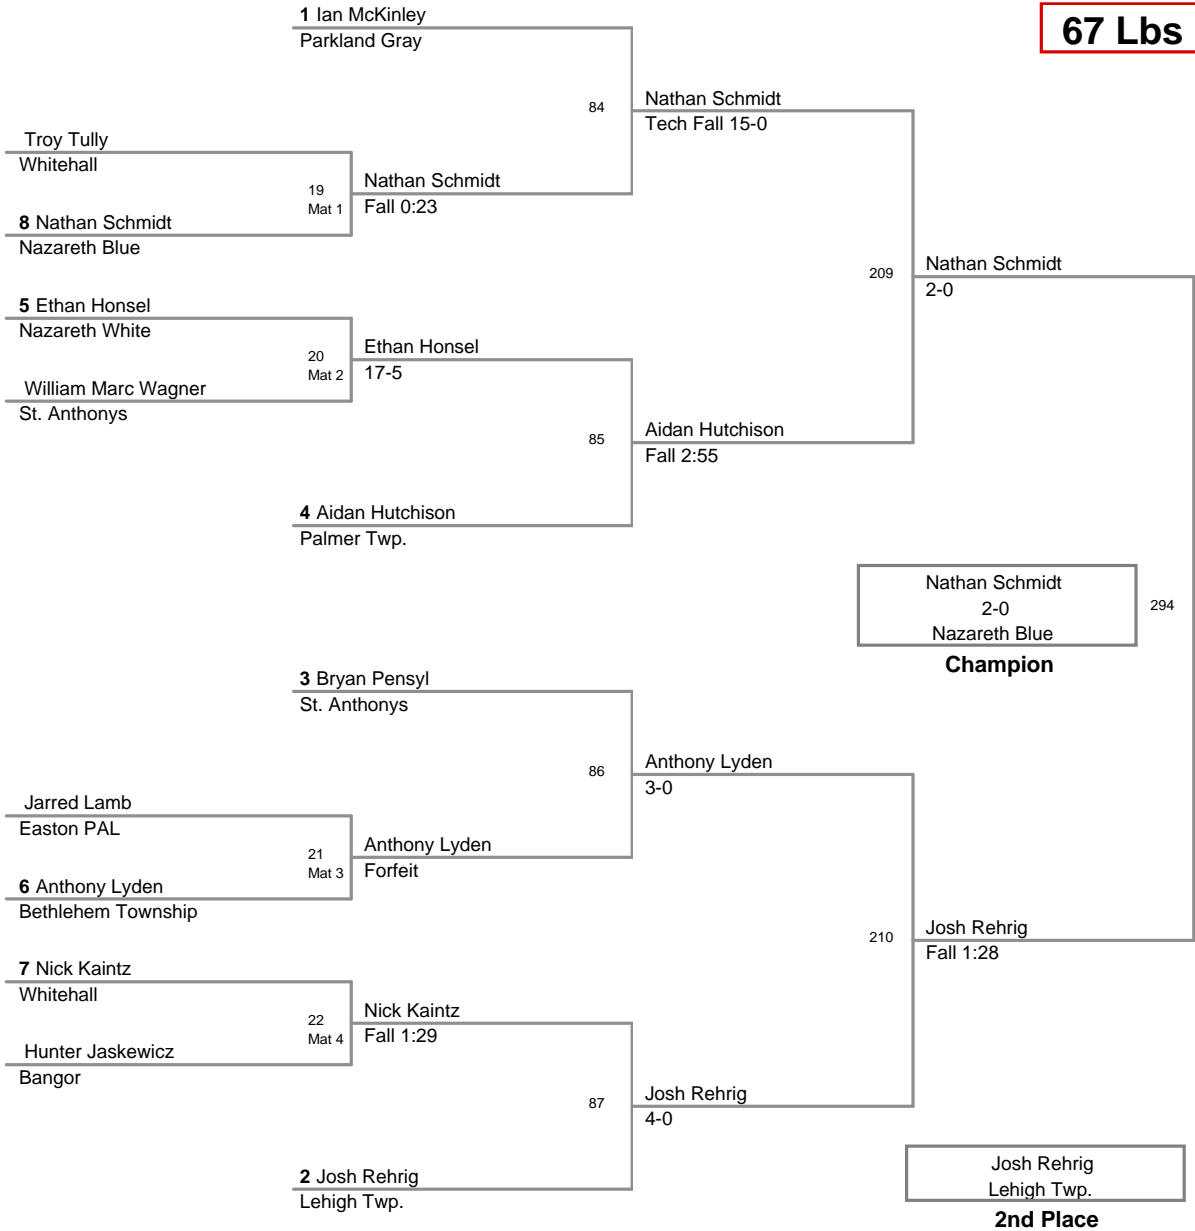 67 Lbs
1 Ian McKinley
Parkland Gray
84
Nathan Schmidt
Tech Fall 15-0
Troy Tully
Whitehall
19
Mat 1
Nathan Schmidt
Fall 0:23
8 Nathan Schmidt
Nazareth Blue
209
Nathan Schmidt
2-0
5 Ethan Honsel
Nazareth White
20
Mat 2
Ethan Honsel
17-5
William Marc Wagner
St. Anthonys
85
Aidan Hutchison
Fall 2:55
4 Aidan Hutchison
Palmer Twp.
Nathan Schmidt
2-0
Nazareth Blue
294
Champion
3 Bryan Pensyl
St. Anthonys
86
Anthony Lyden
3-0
Jarred Lamb
Easton PAL
21
Mat 3
Anthony Lyden
Forfeit
6 Anthony Lyden
Bethlehem Township
210
Josh Rehrig
Fall 1:28
7 Nick Kaintz
Whitehall
22
Mat 4
Nick Kaintz
Fall 1:29
Hunter Jaskewicz
Bangor
87
Josh Rehrig
4-0
2 Josh Rehrig
Lehigh Twp.
Josh Rehrig
Lehigh Twp.
2nd Place